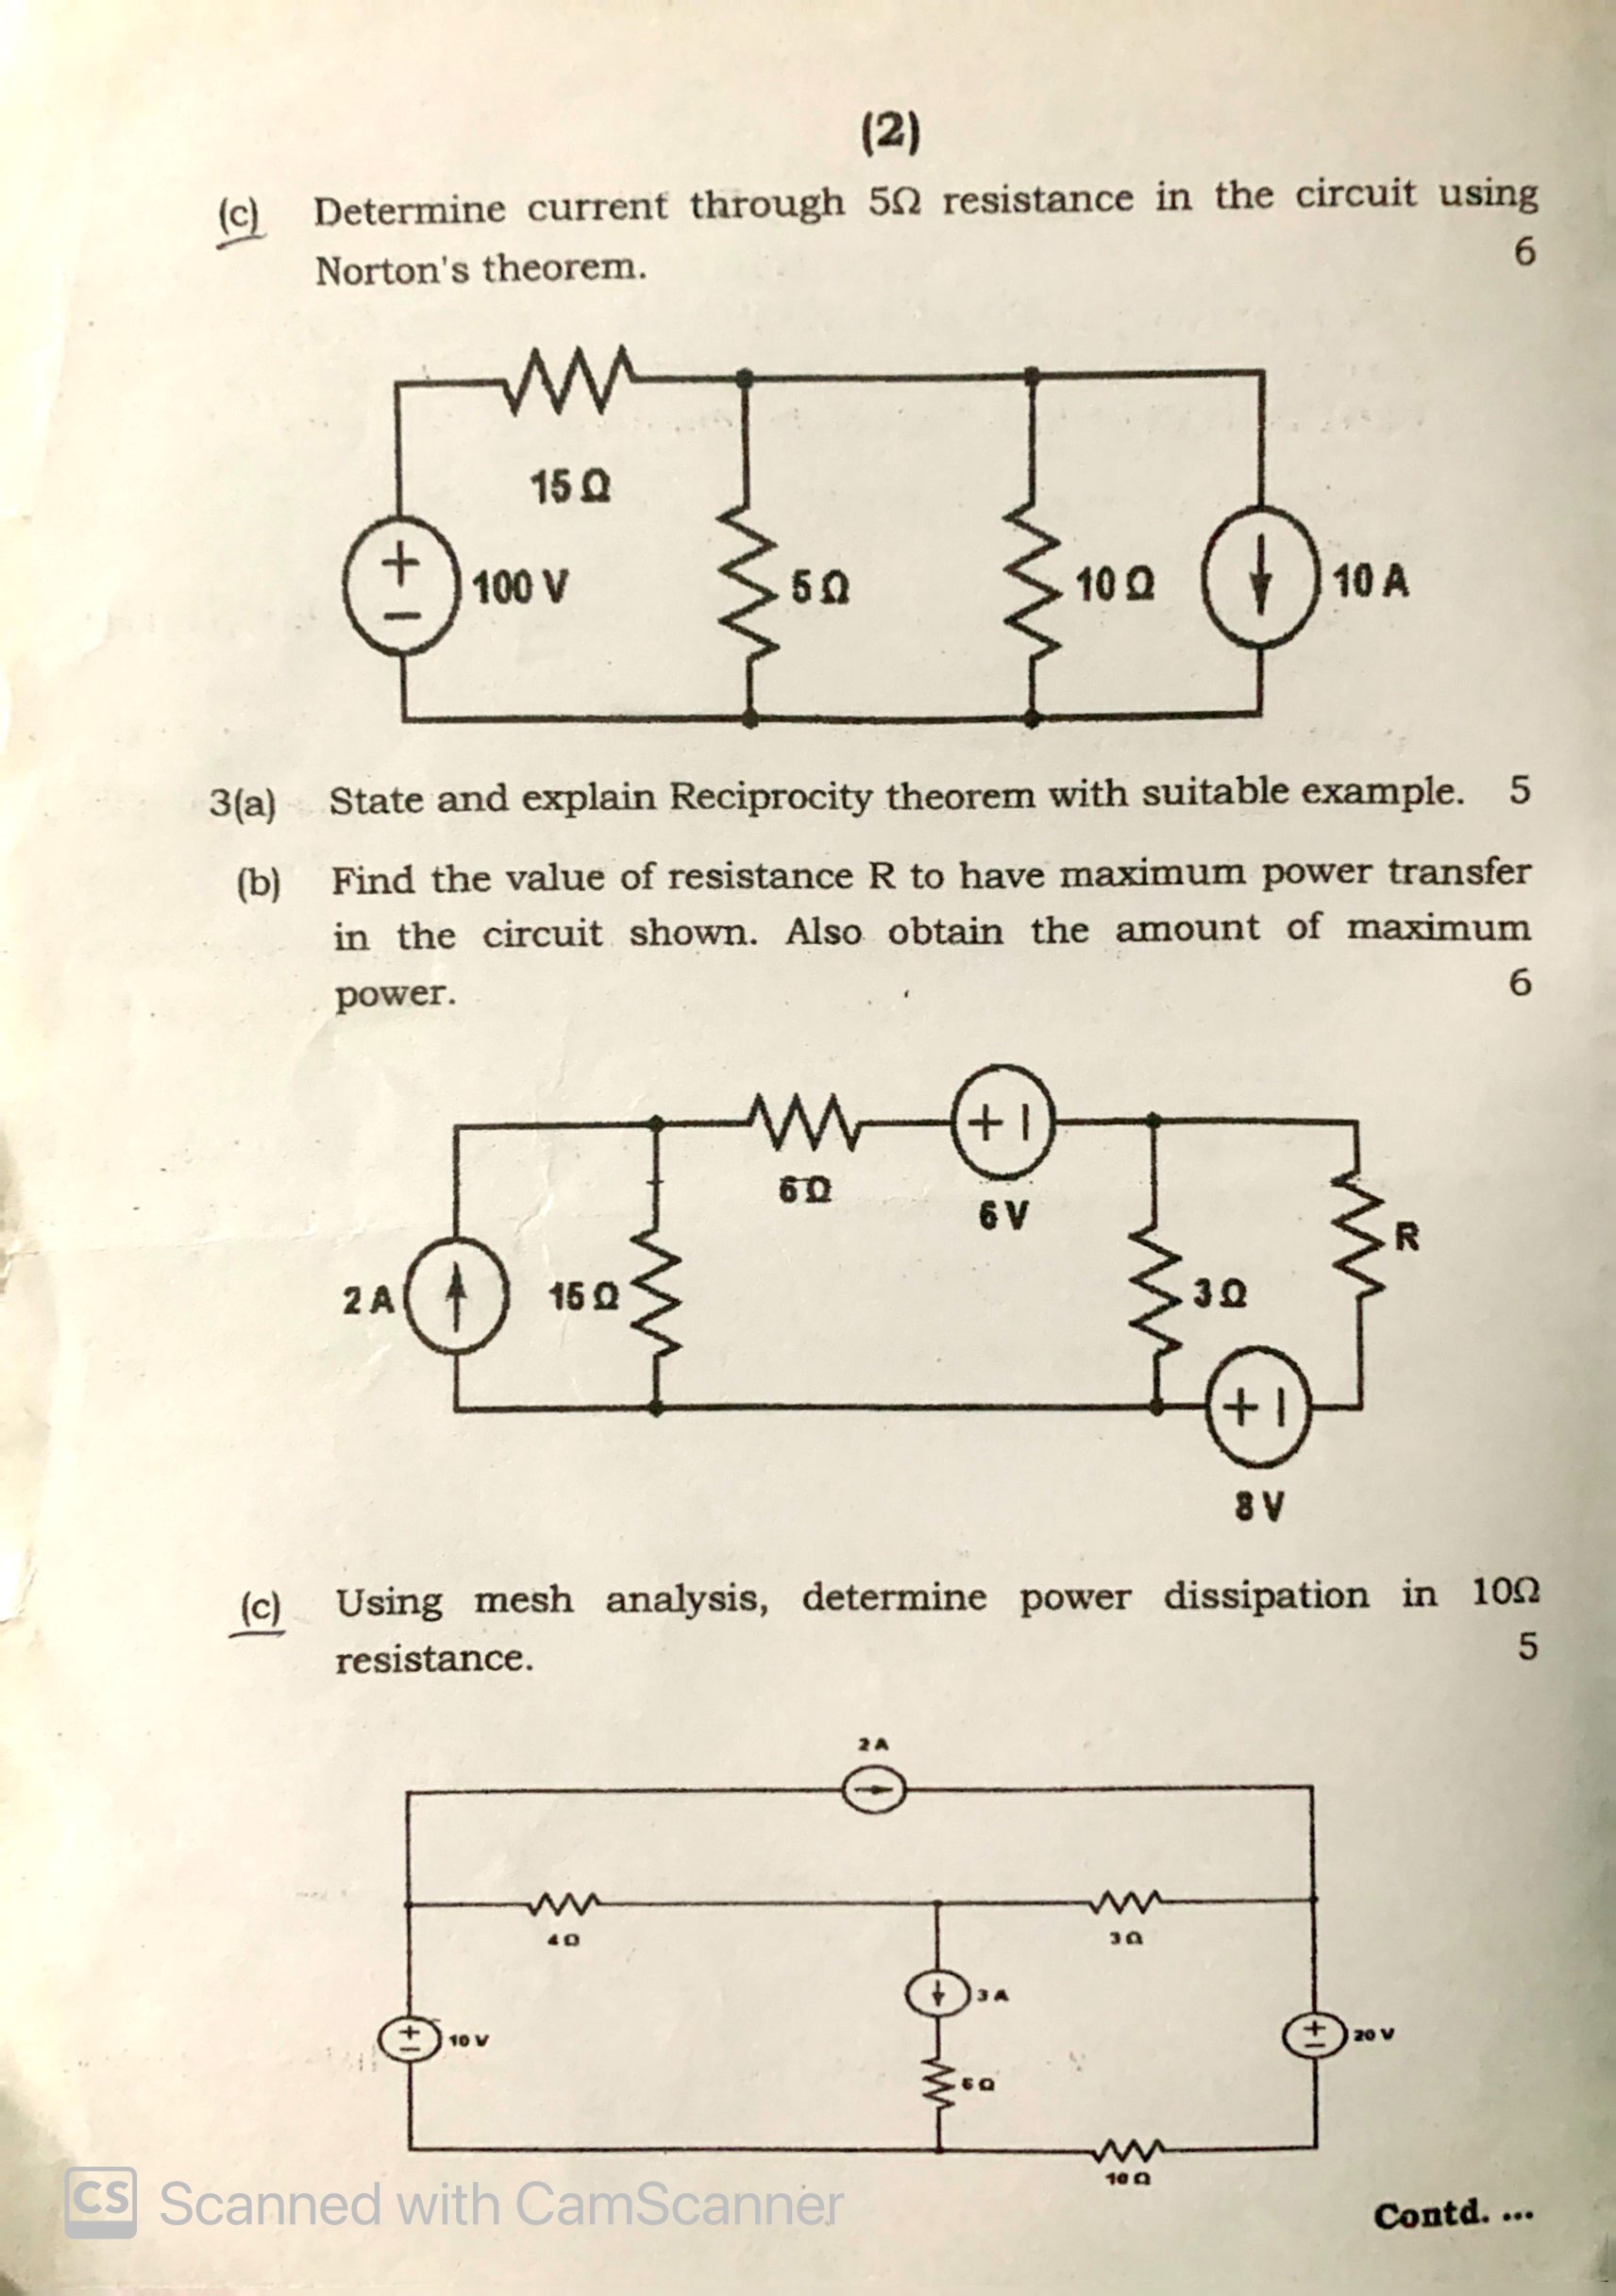 (2)
(c) Determine current through 5Ω resistance in the circuit using
Norton's theorem. 6
15 Ω
100 V
5 Ω
10 Ω
10 A
3(a) State and explain Reciprocity theorem with suitable example. 5
(b) Find the value of resistance R to have maximum power transfer
in the circuit shown. Also obtain the amount of maximum
power. 6
6 Ω
6 V
R
2 A
15 Ω
3 Ω
8 V
(c) Using mesh analysis, determine power dissipation in 10Ω
resistance. 5
2 A
4 Ω
3 Ω
3 A
10 V
20 V
10 Ω
CS Scanned with CamScanner
Contd. ...